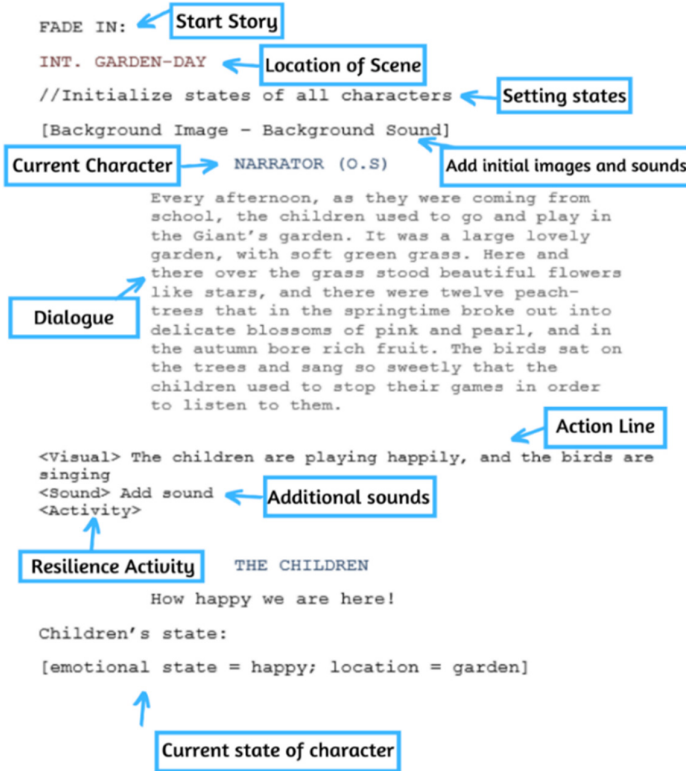 FADE IN:
Start Story
INT. GARDEN-DAY
Location of Scene
//Initialize states of all characters
Setting states
[Background Image - Background Sound]
Add initial images and sounds
Current Character
NARRATOR (O.S)
Every afternoon, as they were coming from
school, the children used to go and play in
the Giant's garden. It was a large lovely
garden, with soft green grass. Here and
there over the grass stood beautiful flowers
like stars, and there were twelve peach-
trees that in the springtime broke out into
delicate blossoms of pink and pearl, and in
the autumn bore rich fruit. The birds sat on
the trees and sang so sweetly that the
children used to stop their games in order
to listen to them.
Dialogue
Action Line
<Visual> The children are playing happily, and the birds are
singing
<Sound> Add sound
Additional sounds
<Activity>
Resilience Activity
THE CHILDREN
How happy we are here!
Children's state:
[emotional state = happy; location = garden]
Current state of character